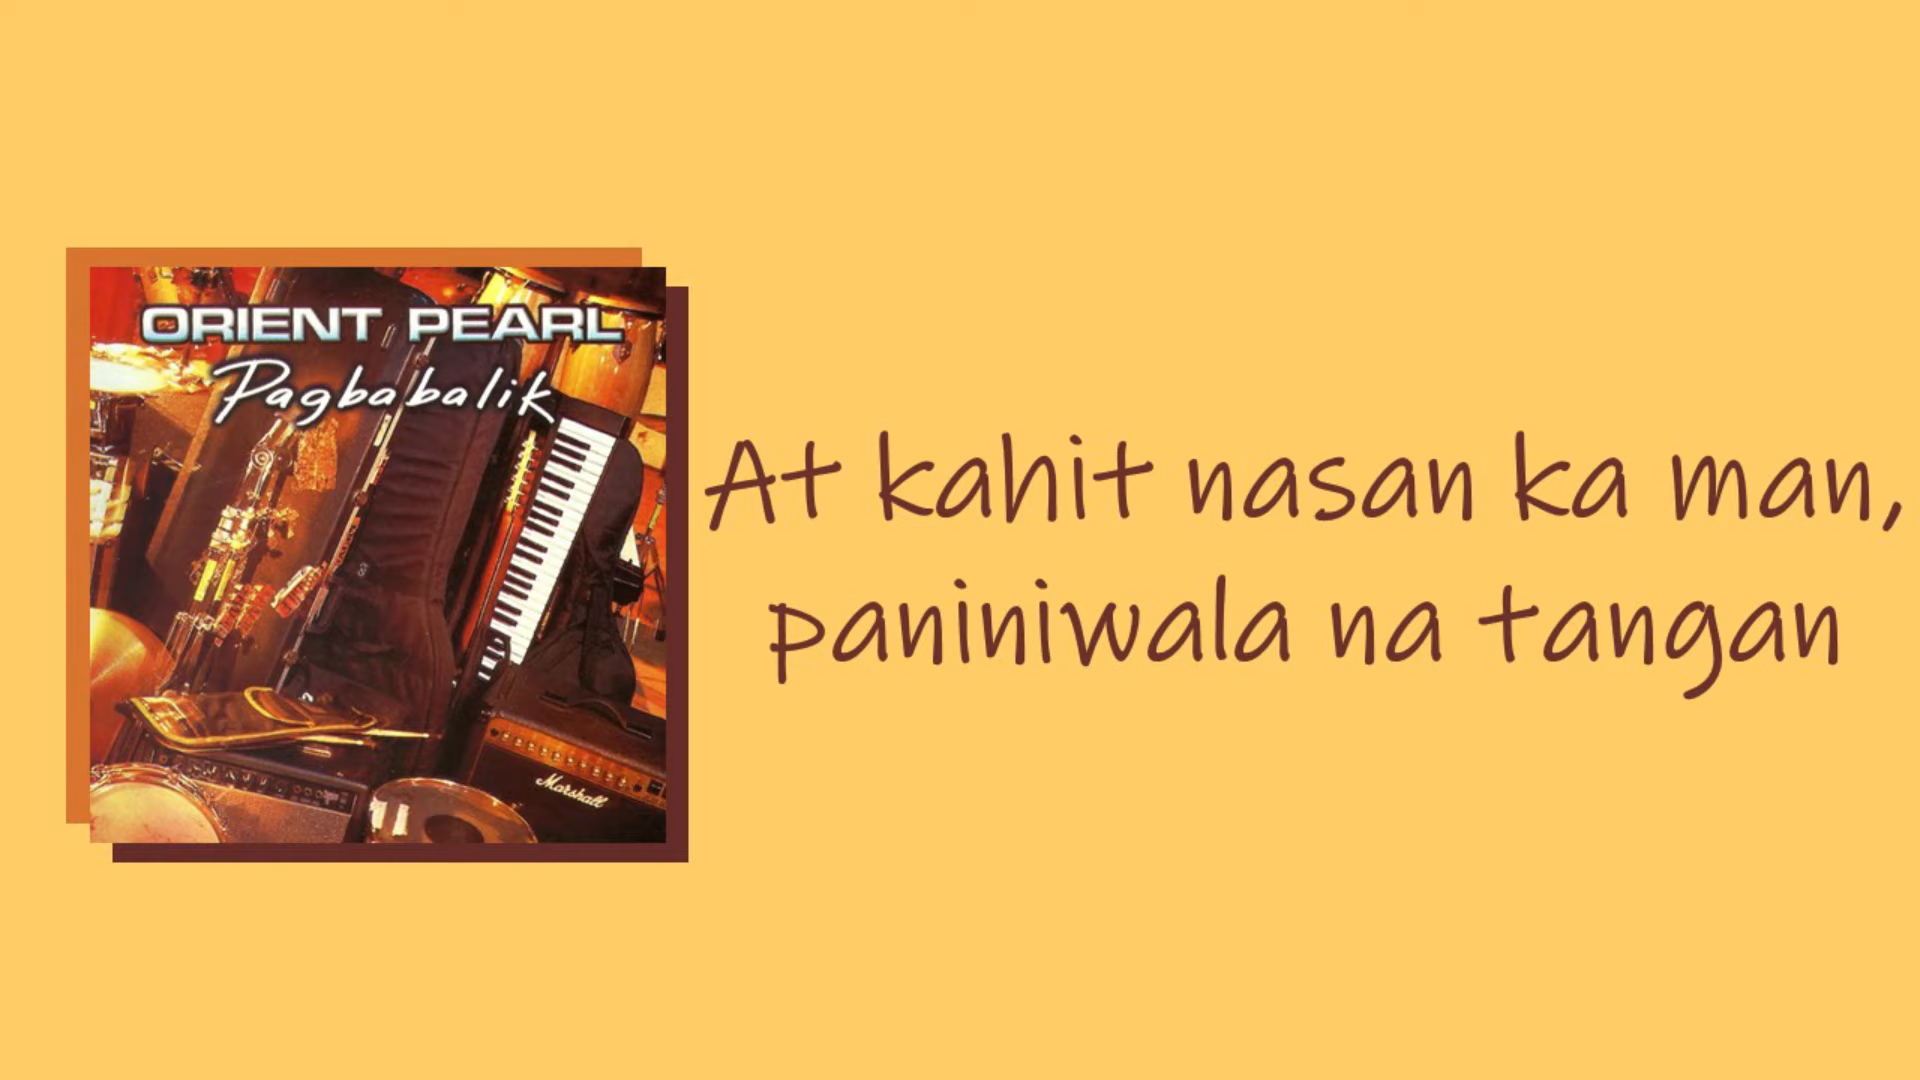 ORIENT PEARL
Pagbabalik
At kahit nasan ka man,
paniniwala na tangan
Marshall